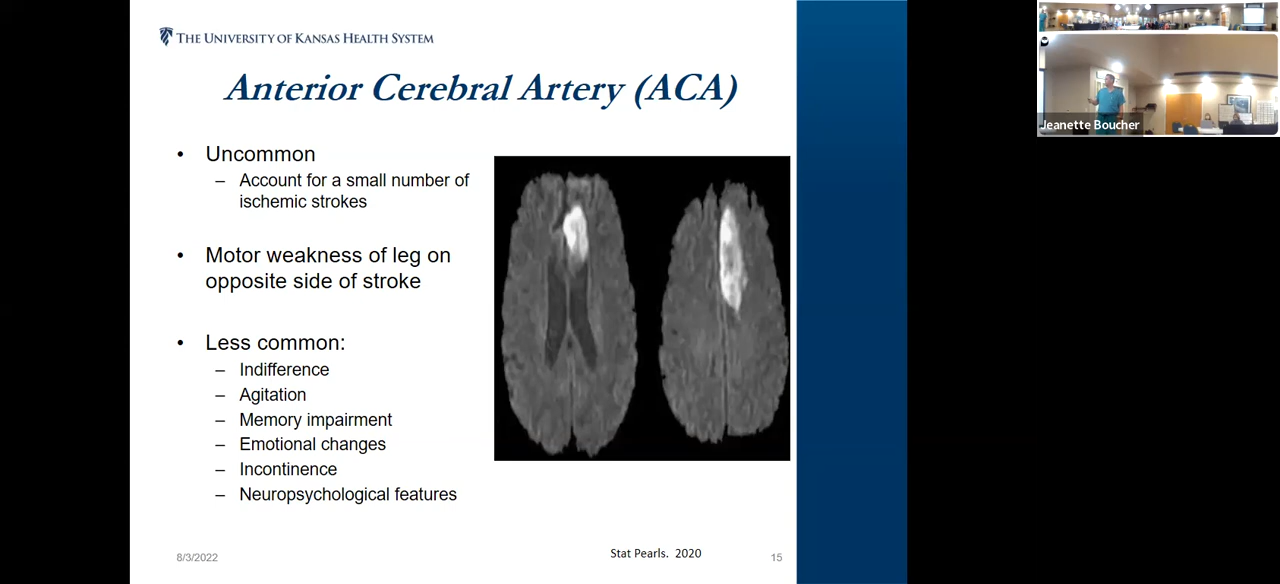 THE UNIVERSITY OF KANSAS HEALTH SYSTEM
Anterior Cerebral Artery (ACA)
• Uncommon
– Account for a small number of
ischemic strokes
• Motor weakness of leg on
opposite side of stroke
• Less common:
– Indifference
– Agitation
– Memory impairment
– Emotional changes
– Incontinence
– Neuropsychological features
8/3/2022
Stat Pearls. 2020
15
Jeanette Boucher